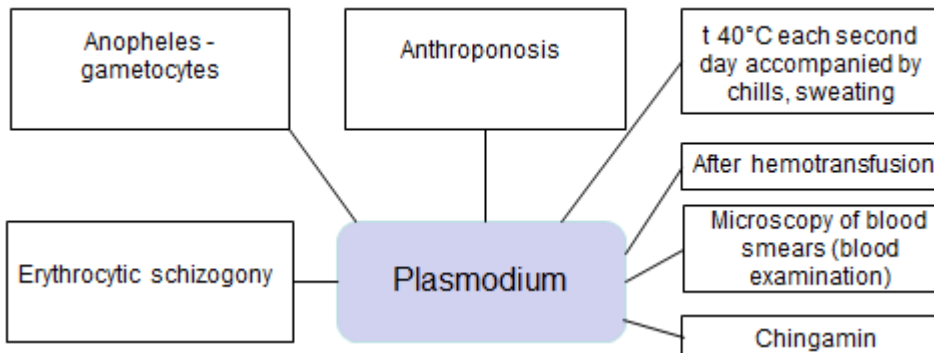 Anopheles -
gametocytes
Anthroponosis
t 40°C each second
day accompanied by
chills, sweating
After hemotransfusion
Microscopy of blood
smears (blood
examination)
Erythrocytic schizogony
Plasmodium
Chingamin